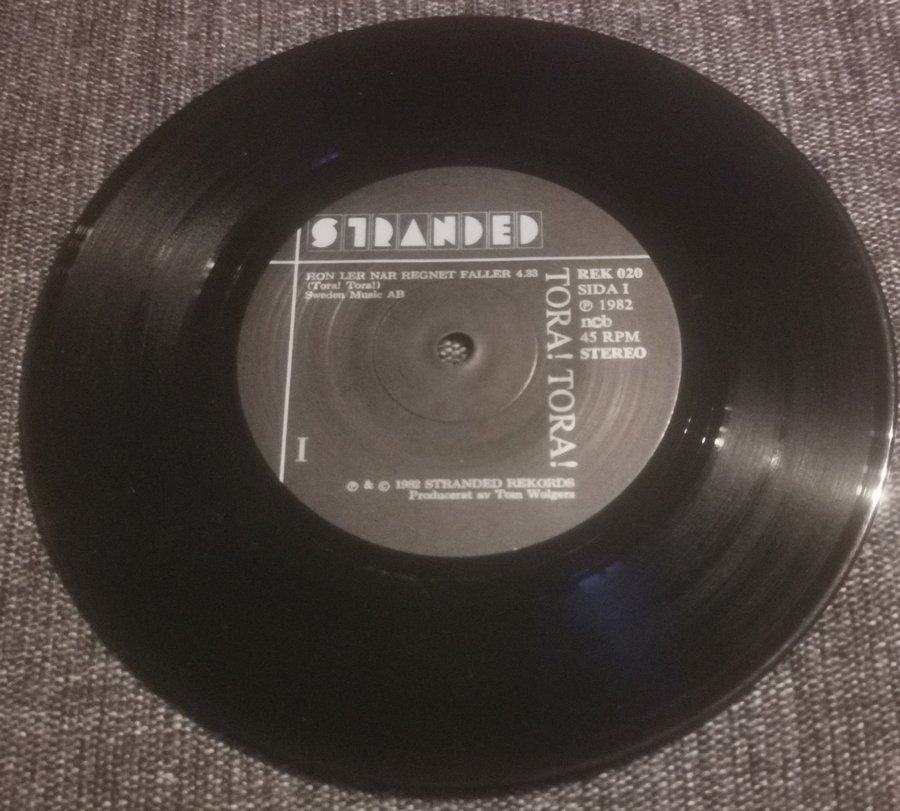 STRANDED
HON LER NÄR REGNET FALLER 4.33
(Tora! Tora!)
Sweden Music AB
TORA! TORA!
REK 020
SIDA I
℗ 1982
ncb
45 RPM
STEREO
I
℗ & © 1982 STRANDED REKORDS
Producerat av Tom Wolgers